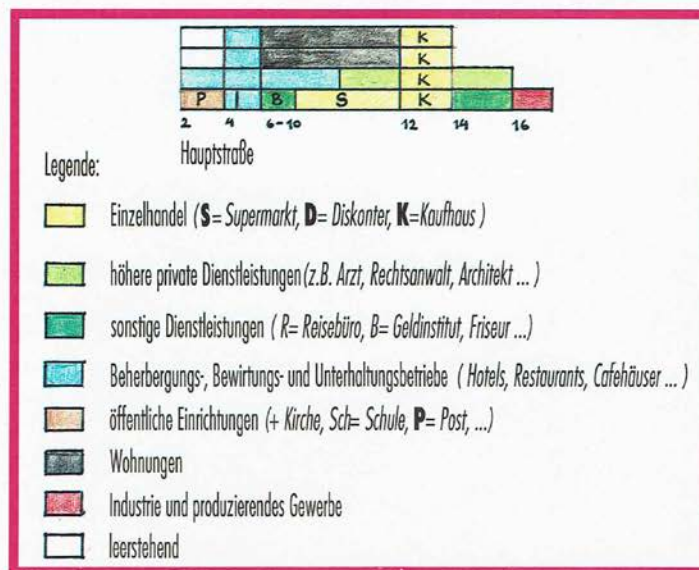 K
K
K
P I B S K
2 4 6-10 12 14 16
Hauptstraße
Legende:
Einzelhandel (S= Supermarkt, D= Diskonter, K=Kaufhaus )
höhere private Dienstleistungen (z.B. Arzt, Rechtsanwalt, Architekt ... )
sonstige Dienstleistungen ( R= Reisebüro, B= Geldinstitut, Friseur ...)
Beherbergungs-, Bewirtungs- und Unterhaltungsbetriebe ( Hotels, Restaurants, Cafehäuser ... )
öffentliche Einrichtungen (+ Kirche, Sch= Schule, P= Post, ...)
Wohnungen
Industrie und produzierendes Gewerbe
leerstehend